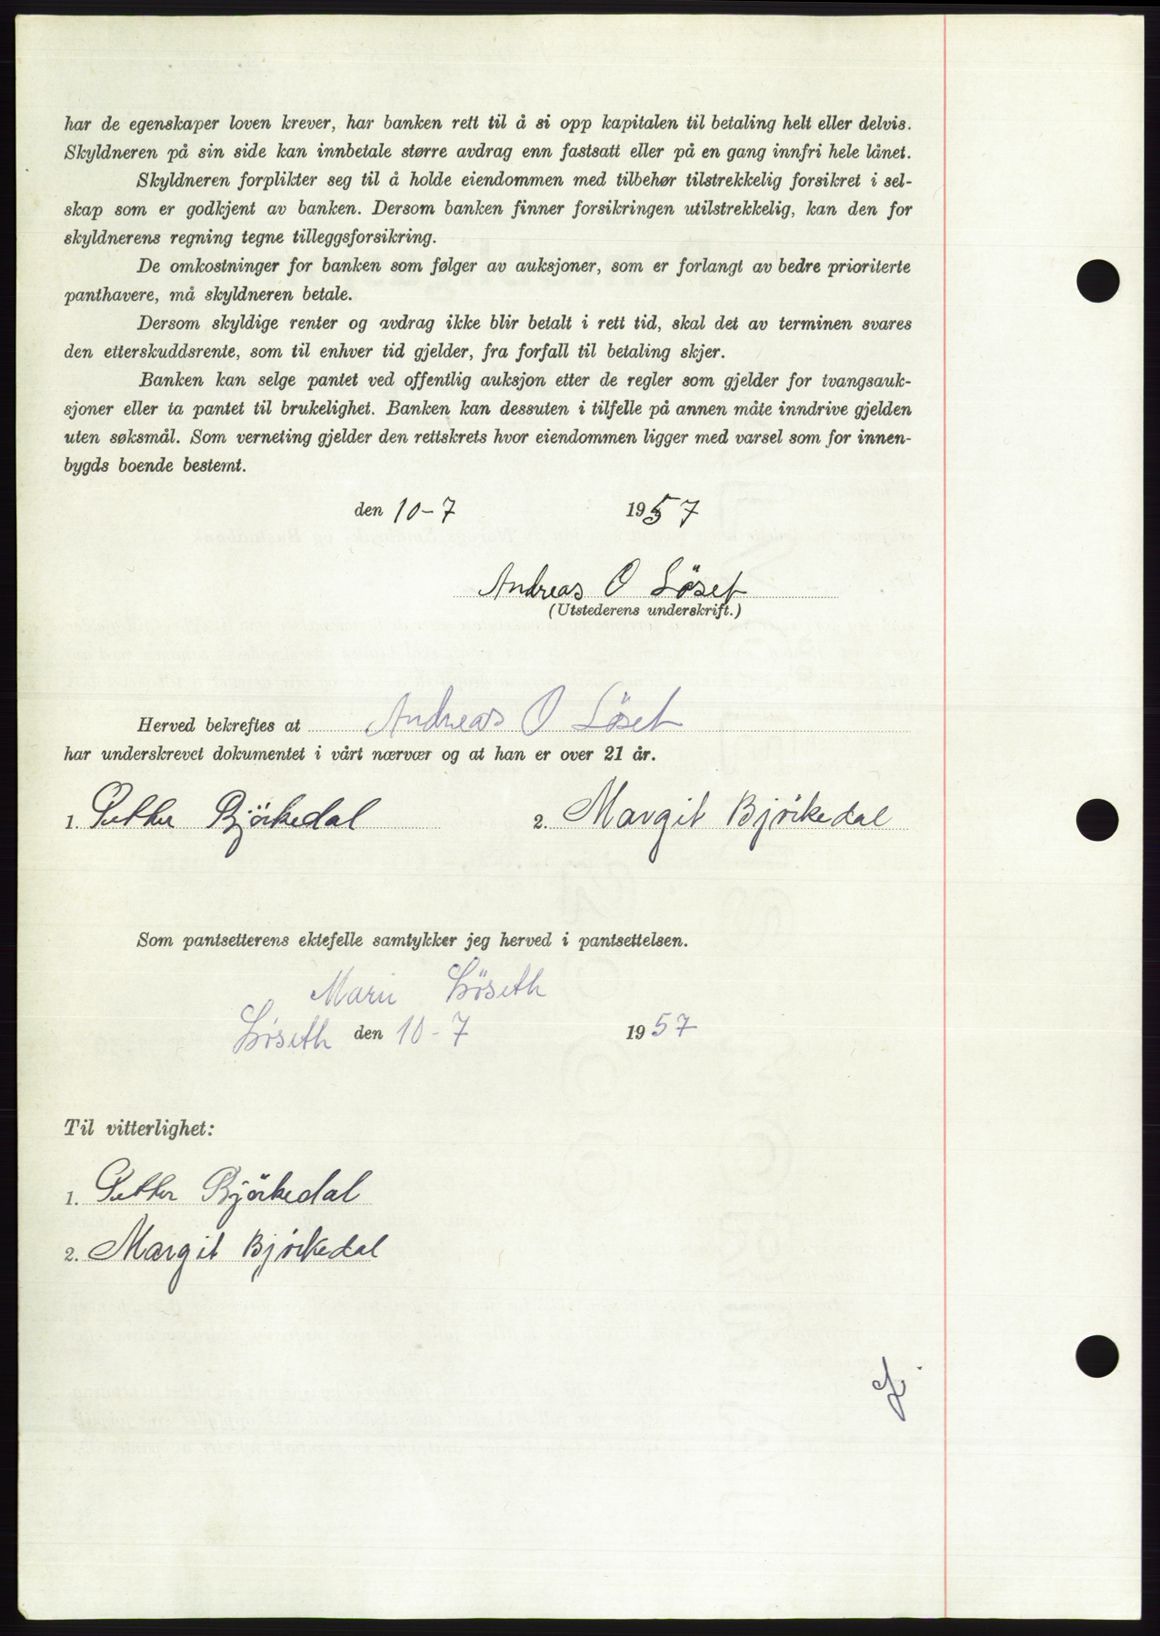 har de egenskaper loven krever, har banken rett til å si opp kapitalen til betaling helt eller delvis.
Skyldneren på sin side kan innbetale større avdrag enn fastsatt eller på en gang innfri hele lånet.
Skyldneren forplikter seg til å holde eiendommen med tilbehør tilstrekkelig forsikret i sel-
skap som er godkjent av banken. Dersom banken finner forsikringen utilstrekkelig, kan den for
skyldnerens regning tegne tilleggsforsikring.
De omkostninger for banken som følger av auksjoner, som er forlangt av bedre prioriterte
panthavere, må skyldneren betale.
Dersom skyldige renter og avdrag ikke blir betalt i rett tid, skal det av terminen svares
den etterskuddsrente, som til enhver tid gjelder, fra forfall til betaling skjer.
Banken kan selge pantet ved offentlig auksjon etter de regler som gjelder for tvangsauk-
sjoner eller ta pantet til brukelighet. Banken kan dessuten i tilfelle på annen måte inndrive gjelden
uten søksmål. Som verneting gjelder den rettskrets hvor eiendommen ligger med varsel som for innen-
bygds boende bestemt.
den 10-7 1957
Andreas O Löset
(Utstederens underskrift.)
Herved bekreftes at Andreas O Löset
har underskrevet dokumentet i vårt nærvær og at han er over 21 år.
1. Petter Björkedal 2. Margit Bjørkedal
Som pantsetterens ektefelle samtykker jeg herved i pantsettelsen.
Marie Löseth
Löseth den 10-7 1957
Til vitterlighet:
1. Petter Björkedal
2. Margit Bjørkedal